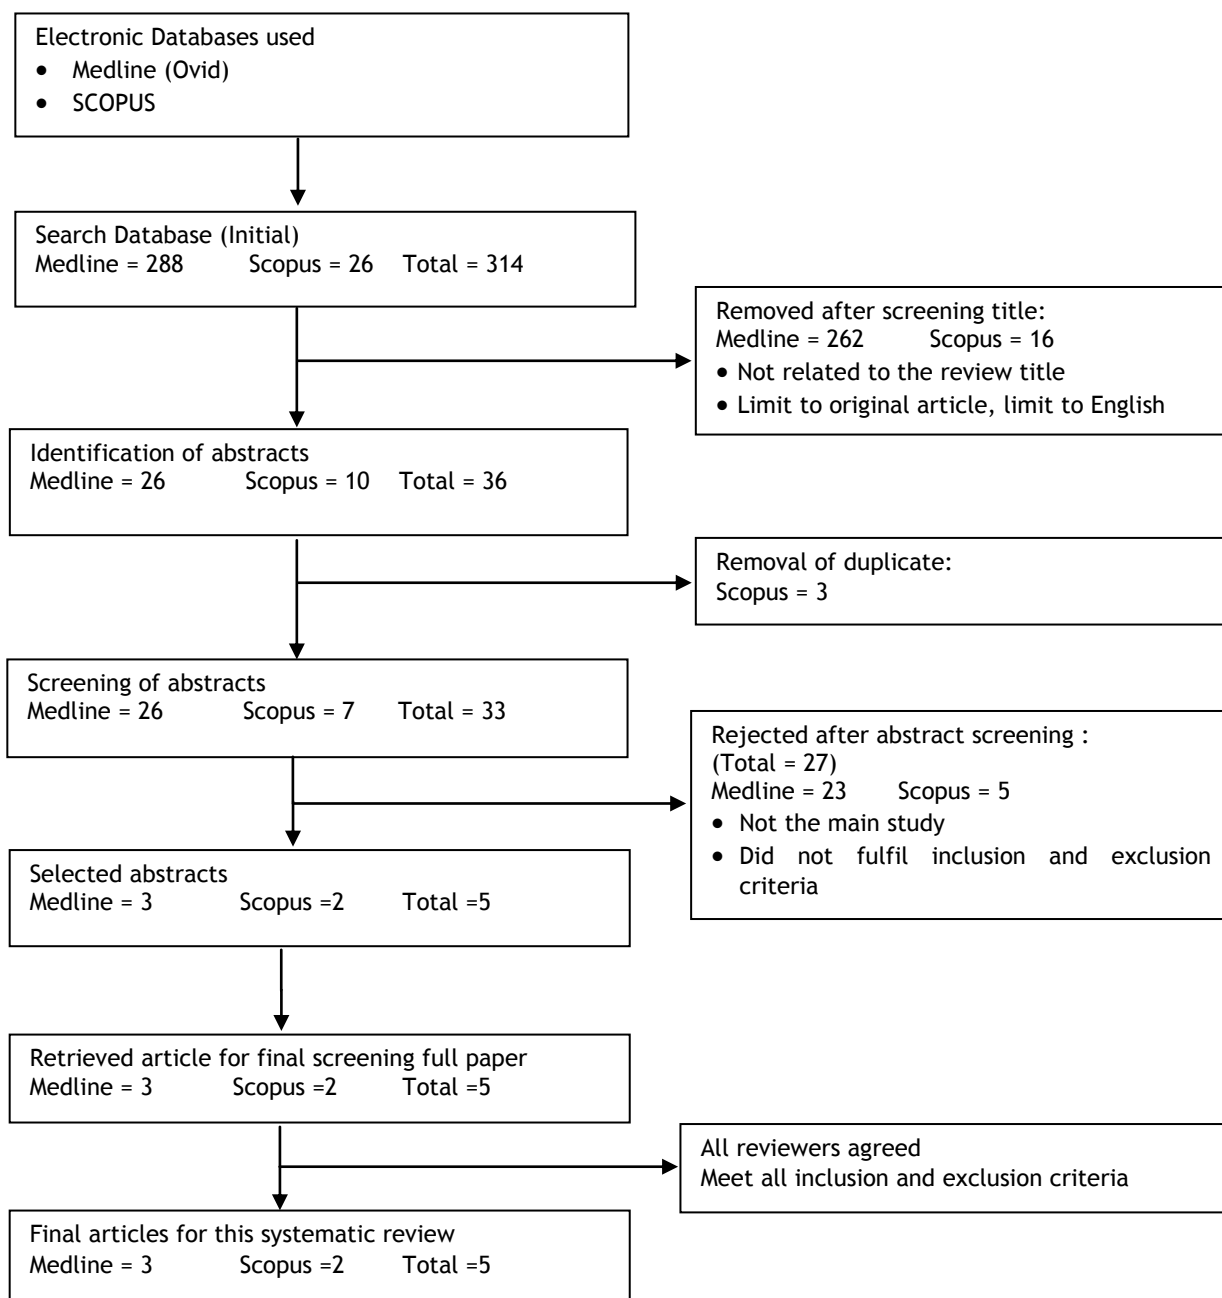 Electronic Databases used
• Medline (Ovid)
• SCOPUS
Search Database (Initial)
Medline = 288 Scopus = 26 Total = 314
Removed after screening title:
Medline = 262 Scopus = 16
• Not related to the review title
• Limit to original article, limit to English
Identification of abstracts
Medline = 26 Scopus = 10 Total = 36
Removal of duplicate:
Scopus = 3
Screening of abstracts
Medline = 26 Scopus = 7 Total = 33
Rejected after abstract screening :
(Total = 27)
Medline = 23 Scopus = 5
• Not the main study
• Did not fulfil inclusion and exclusion
criteria
Selected abstracts
Medline = 3 Scopus =2 Total =5
Retrieved article for final screening full paper
Medline = 3 Scopus =2 Total =5
All reviewers agreed
Meet all inclusion and exclusion criteria
Final articles for this systematic review
Medline = 3 Scopus =2 Total =5